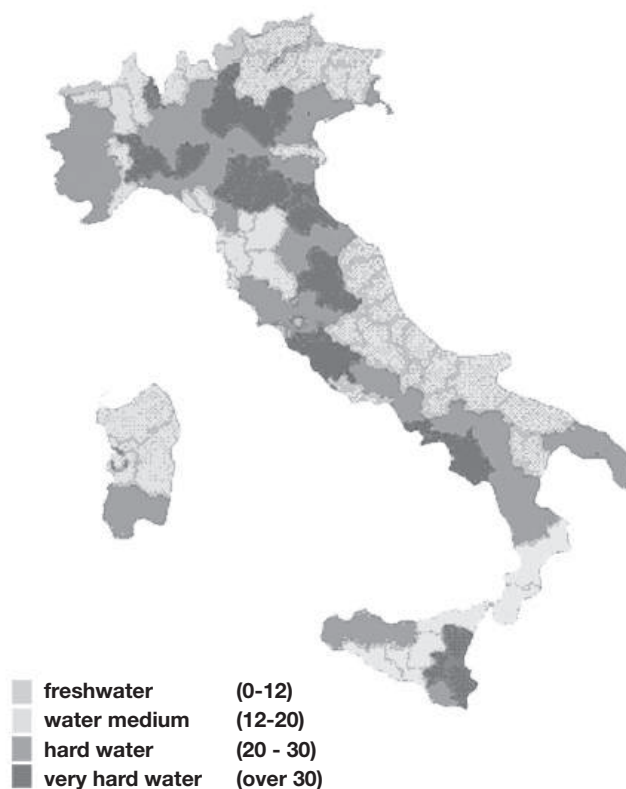 freshwater (0-12)
water medium (12-20)
hard water (20 - 30)
very hard water (over 30)